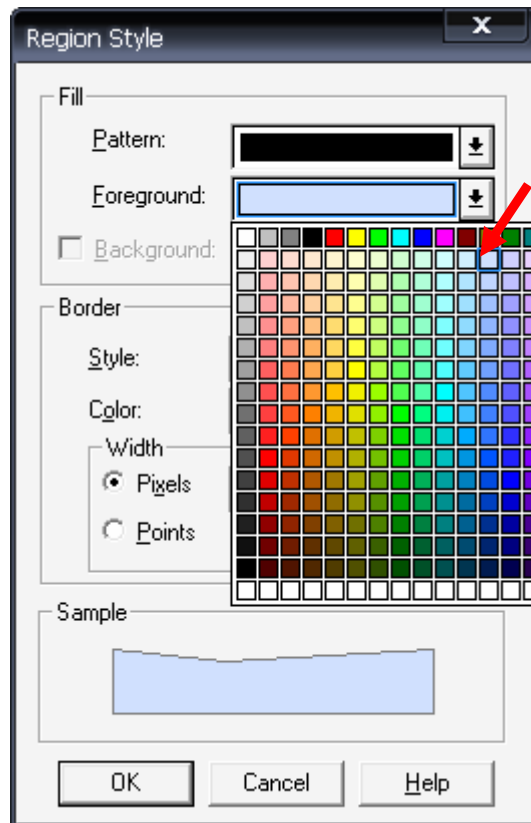 Region Style
X
Fill
Pattern:
Foreground:
Background:
Border
Style:
Color:
Width
Pixels
Points
Sample
OK
Cancel
Help